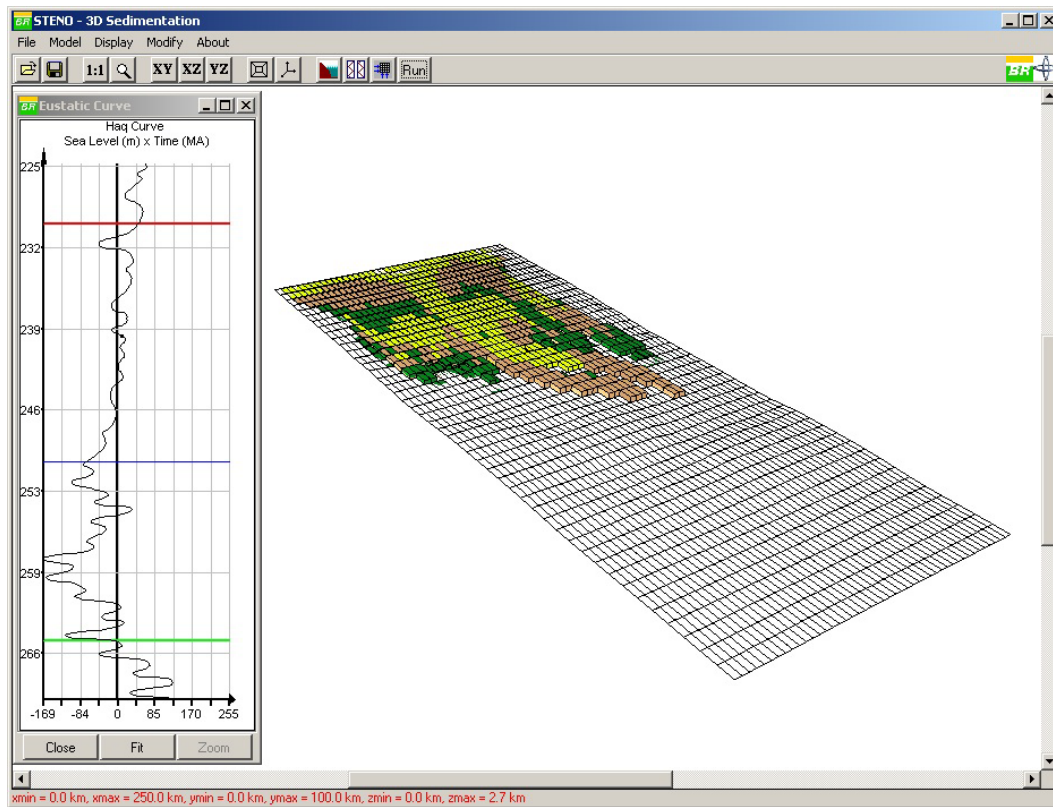 BR STENO - 3D Sedimentation
File Model Display Modify About
1:1 XY XZ YZ Run BR
BR Eustatic Curve
Haq Curve
Sea Level (m) x Time (MA)
225
232
239
246
253
259
266
-169 -84 0 85 170 255
Close Fit Zoom
xmin = 0.0 km, xmax = 250.0 km, ymin = 0.0 km, ymax = 100.0 km, zmin = 0.0 km, zmax = 2.7 km